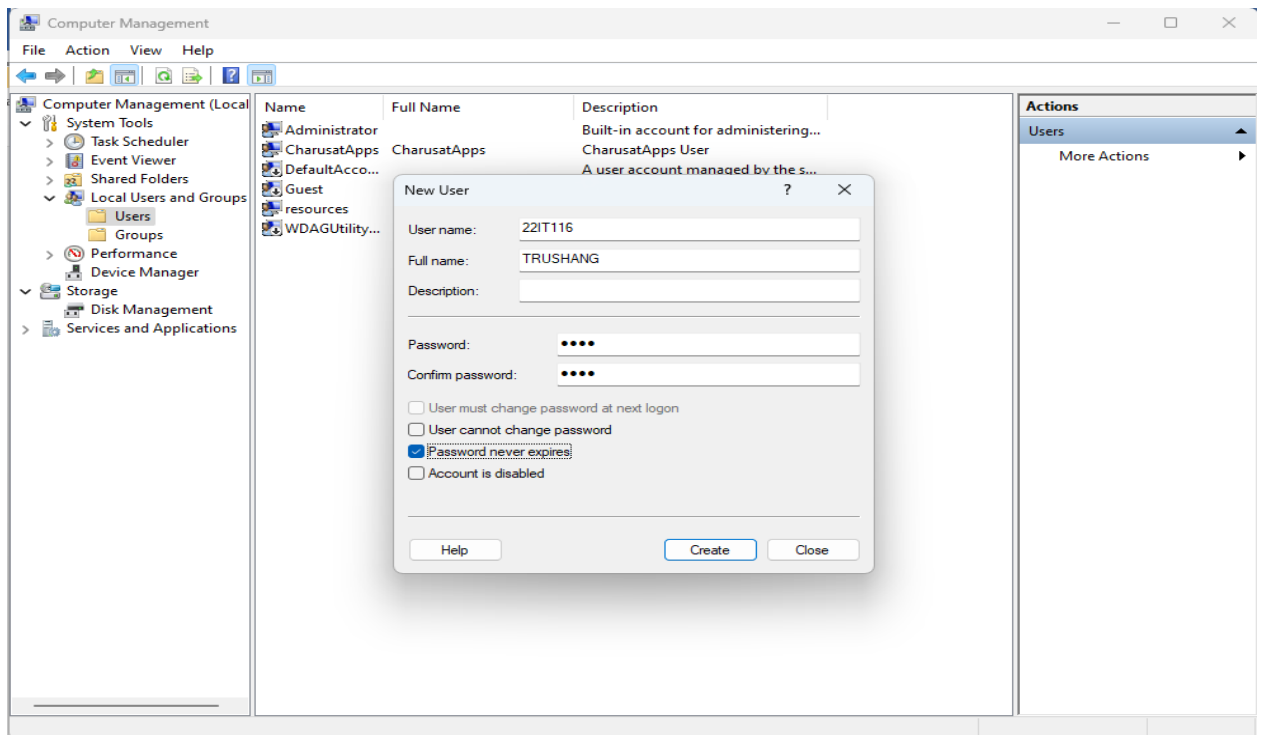 Computer Management
File Action View Help
Computer Management (Local
System Tools
Task Scheduler
Event Viewer
Shared Folders
Local Users and Groups
Users
Groups
Performance
Device Manager
Storage
Disk Management
Services and Applications
Name Full Name Description
Administrator Built-in account for administering...
CharusatApps CharusatApps CharusatApps User
DefaultAcco... A user account managed by the s...
Guest
resources
WDAGUtility...
New User ?
User name: 22IT116
Full name: TRUSHANG
Description:
Password: ••••
Confirm password: ••••
User must change password at next logon
User cannot change password
Password never expires
Account is disabled
Help Create Close
Actions
Users
More Actions